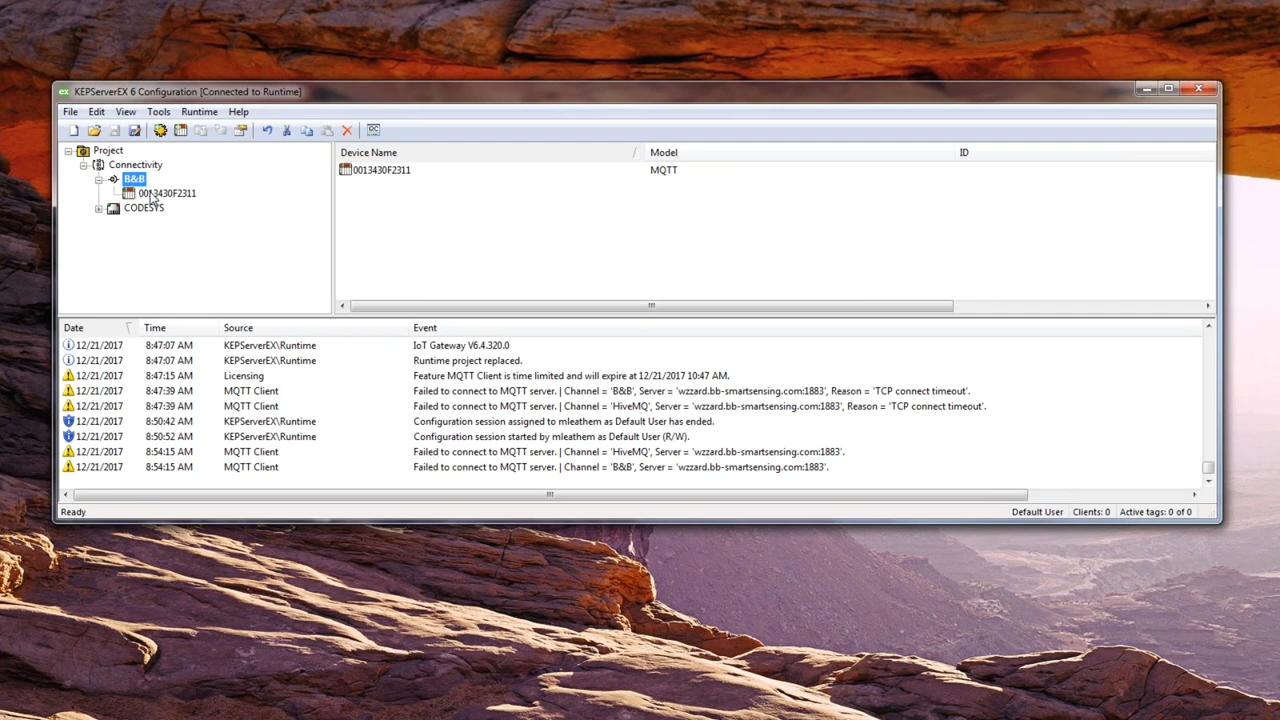 ex KEPServerEX 6 Configuration [Connected to Runtime]
File Edit View Tools Runtime Help
Project
Connectivity
B&B
0013430F2311
CODESYS
Device Name / Model ID
0013430F2311 MQTT
Date Time Source Event
12/21/2017 8:47:07 AM KEPServerEX\Runtime IoT Gateway V6.4.320.0
12/21/2017 8:47:07 AM KEPServerEX\Runtime Runtime project replaced.
12/21/2017 8:47:15 AM Licensing Feature MQTT Client is time limited and will expire at 12/21/2017 10:47 AM.
12/21/2017 8:47:39 AM MQTT Client Failed to connect to MQTT server. | Channel = 'B&B', Server = 'wzzard.bb-smartsensing.com:1883', Reason = 'TCP connect timeout'.
12/21/2017 8:47:39 AM MQTT Client Failed to connect to MQTT server. | Channel = 'HiveMQ', Server = 'wzzard.bb-smartsensing.com:1883', Reason = 'TCP connect timeout'.
12/21/2017 8:50:42 AM KEPServerEX\Runtime Configuration session assigned to mleathem as Default User has ended.
12/21/2017 8:50:52 AM KEPServerEX\Runtime Configuration session started by mleathem as Default User (R/W).
12/21/2017 8:54:15 AM MQTT Client Failed to connect to MQTT server. | Channel = 'HiveMQ', Server = 'wzzard.bb-smartsensing.com:1883'.
12/21/2017 8:54:15 AM MQTT Client Failed to connect to MQTT server. | Channel = 'B&B', Server = 'wzzard.bb-smartsensing.com:1883'.
Ready Default User Clients: 0 Active tags: 0 of 0